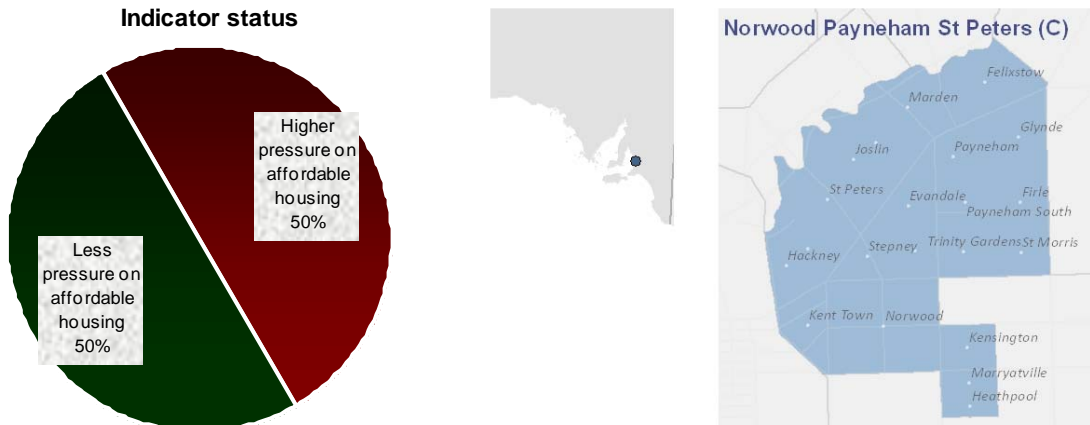 Indicator status
Higher
pressure on
affordable
housing
50%
Less
pressure on
affordable
housing
50%
Norwood Payneham St Peters (C)
Felixstow
Marden
Glynde
Joslin
Payneham
St Peters
Evandale
Firle
Payneham South
Hackney
Stepney
Trinity Gardens
St Morris
Kent Town
Norwood
Kensington
Marryatville
Heathpool